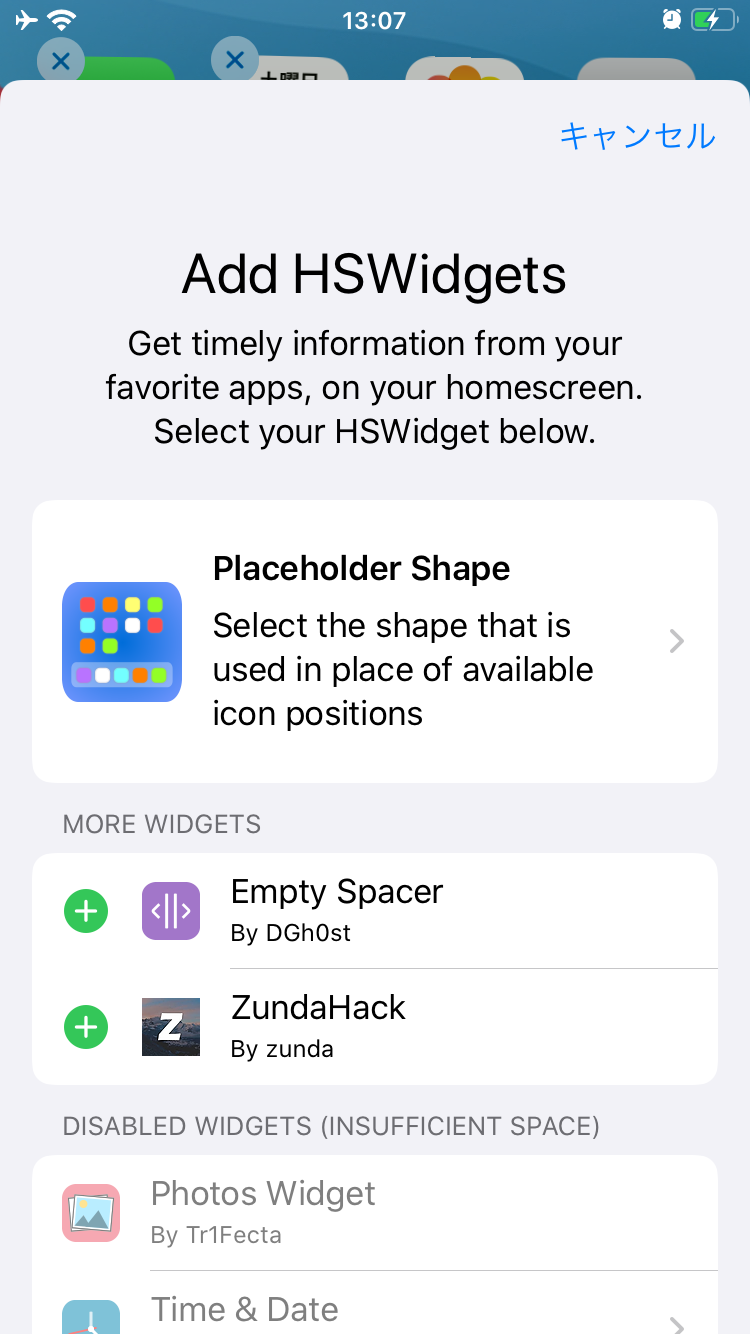 13:07
土曜日
キャンセル
Add HSWidgets
Get timely information from your
favorite apps, on your homescreen.
Select your HSWidget below.
Placeholder Shape
Select the shape that is
used in place of available
icon positions
MORE WIDGETS
Empty Spacer
By DGh0st
ZundaHack
By zunda
Z
DISABLED WIDGETS (INSUFFICIENT SPACE)
Photos Widget
By Tr1Fecta
Time & Date